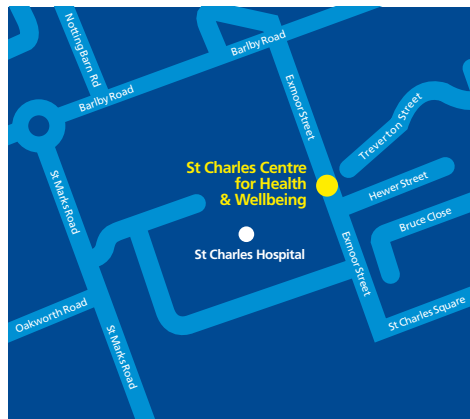 Notting Barn Rd
Barlby Road
Barlby Road
Exmoor Street
Treverton Street
St Marks Road
St Charles Centre
for Health
& Wellbeing
Hewer Street
Bruce Close
St Charles Hospital
Exmoor Street
Oakworth Road
St Marks Road
St Charles Square